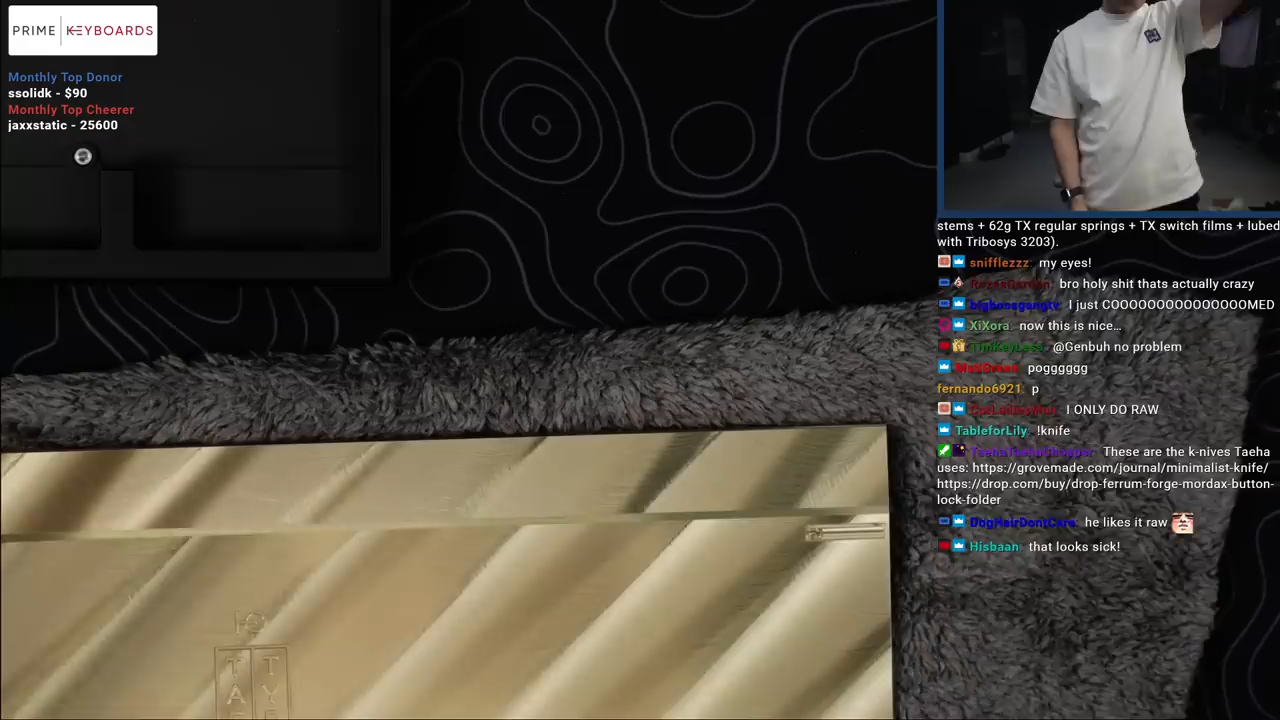 PRIME | KEYBOARDS
Monthly Top Donor
ssolidk - $90
Monthly Top Cheerer
jaxxstatic - 25600
stems + 62g TX regular springs + TX switch films + lubed
with Tribosys 3203).
snifflezzz: my eyes!
bro holy shit thats actually crazy
I just COOOOOOOOOOOOOOOMED
XiXora: now this is nice…
TimKeyLess: @Genbuh no problem
MadGreen: pogggggg
fernando6921: p
I ONLY DO RAW
TableforLily: !knife
TaehaTaehaChopper: These are the k-nives Taeha
uses: https://grovemade.com/journal/minimalist-knife/
https://drop.com/buy/drop-ferrum-forge-mordax-button-
lock-folder
DogHairDontCare: he likes it raw
Hisbaan: that looks sick!
T T
A Y